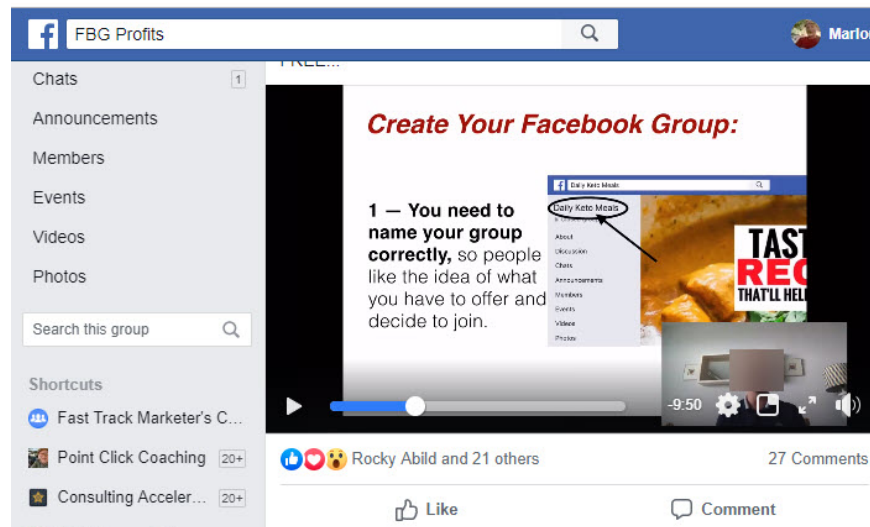 FBG Profits
Marlon
Chats 1
Announcements
Members
Events
Videos
Photos
Search this group
Shortcuts
Fast Track Marketer's C...
Point Click Coaching 20+
Consulting Acceler... 20+
FREE...
Create Your Facebook Group:
1 — You need to
name your group
correctly, so people
like the idea of what
you have to offer and
decide to join.
Daily Keto Meals
Daily Keto Meals
About
Discussion
Chats
Announcements
Members
Events
Videos
Photos
TAST
REC
THAT'LL HEL
-9:50
Rocky Abild and 21 others
27 Comments
Like
Comment